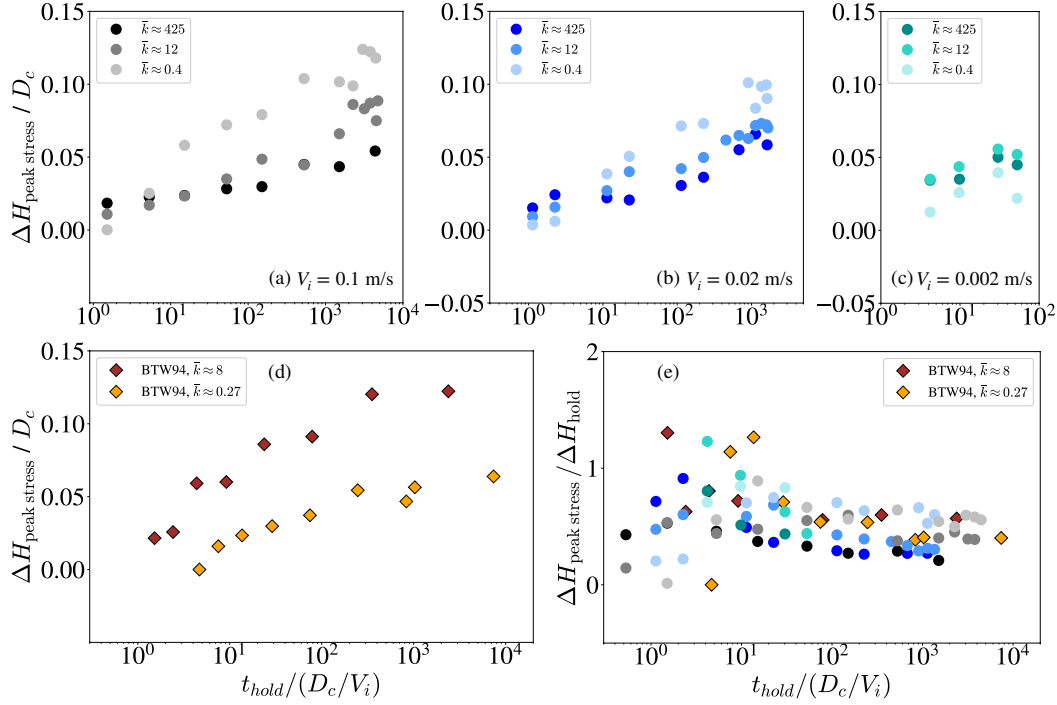 0.15
0.10
0.05
0.00
−0.05
ΔH_peak stress / D_c
k̄ ≈ 425
k̄ ≈ 12
k̄ ≈ 0.4
(a) V_i = 0.1 m/s
10^0 10^1 10^2 10^3 10^4
0.15
0.10
0.05
0.00
−0.05
k̄ ≈ 425
k̄ ≈ 12
k̄ ≈ 0.4
(b) V_i = 0.02 m/s
10^0 10^1 10^2 10^3
0.15
0.10
0.05
0.00
−0.05
k̄ ≈ 425
k̄ ≈ 12
k̄ ≈ 0.4
(c) V_i = 0.002 m/s
10^0 10^1 10^2
0.15
0.10
0.05
0.00
ΔH_peak stress / D_c
BTW94, k̄ ≈ 8
BTW94, k̄ ≈ 0.27
(d)
10^0 10^1 10^2 10^3 10^4
t_hold/(D_c/V_i)
2
1
0
ΔH_peak stress / ΔH_hold
(e)
BTW94, k̄ ≈ 8
BTW94, k̄ ≈ 0.27
10^0 10^1 10^2 10^3 10^4
t_hold/(D_c/V_i)